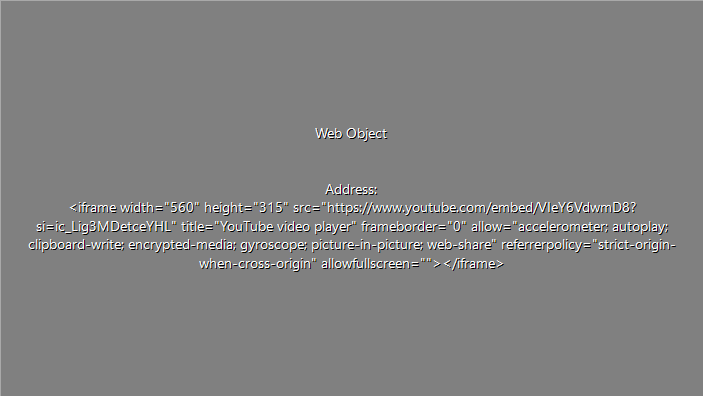 Web Object
Address:
<iframe width="560" height="315" src="https://www.youtube.com/embed/VIeY6VdwmD8?
si=ic_Lig3MDetceYHL" title="YouTube video player" frameborder="0" allow="accelerometer; autoplay;
clipboard-write; encrypted-media; gyroscope; picture-in-picture; web-share" referrerpolicy="strict-origin-
when-cross-origin" allowfullscreen=""></iframe>